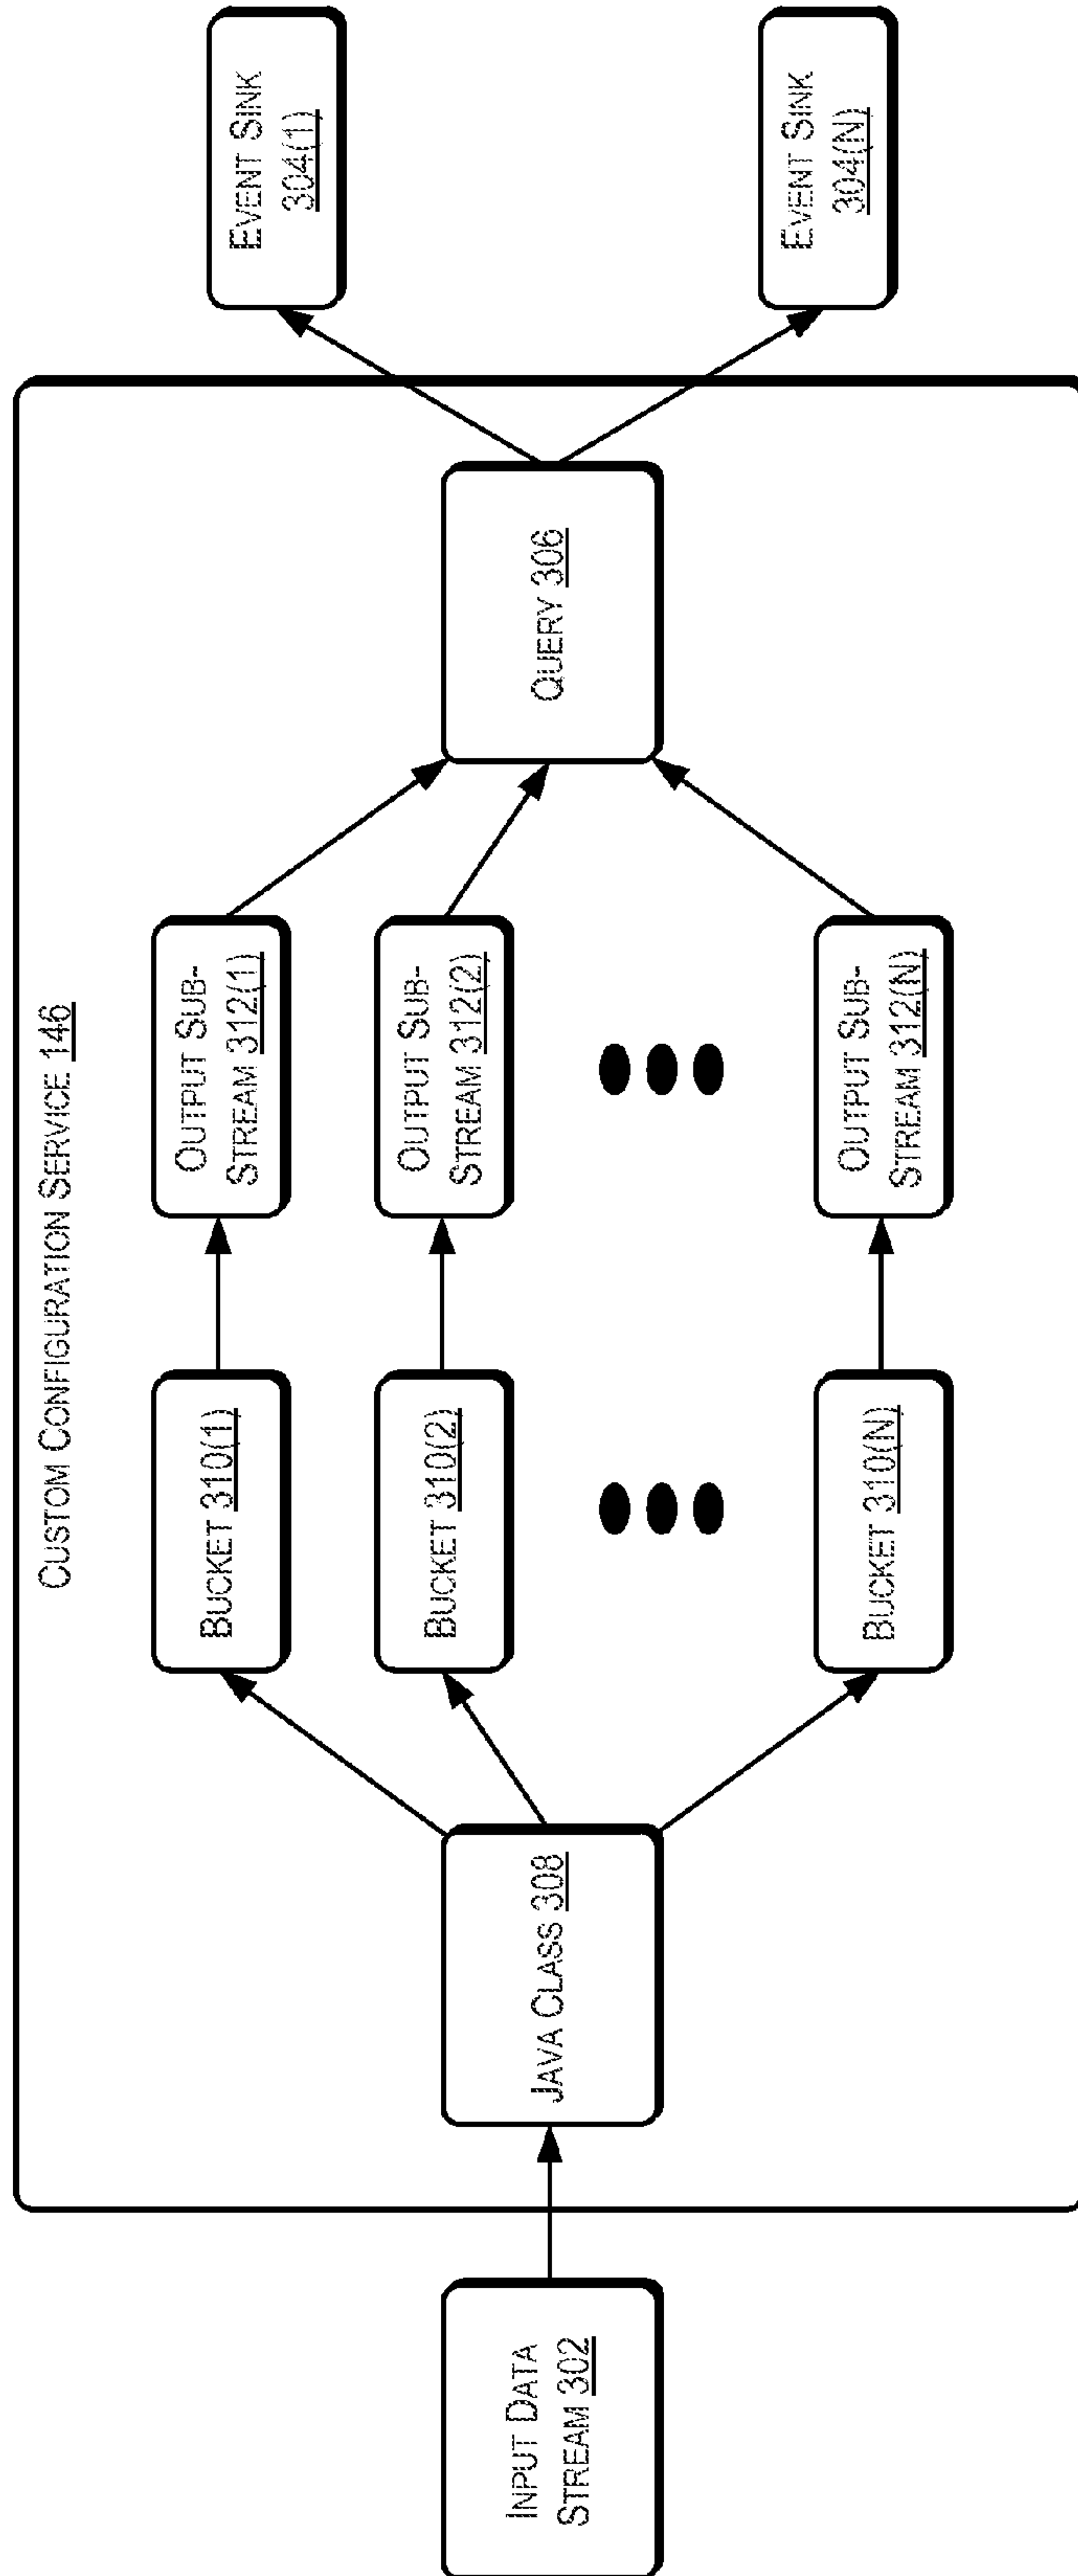 CUSTOM CONFIGURATION SERVICE 146
INPUT DATA
STREAM 302
JAVA CLASS 308
BUCKET 310(1)
BUCKET 310(2)
BUCKET 310(N)
OUTPUT SUB-
STREAM 312(1)
OUTPUT SUB-
STREAM 312(2)
OUTPUT SUB-
STREAM 312(N)
QUERY 306
EVENT SINK
304(1)
EVENT SINK
304(N)